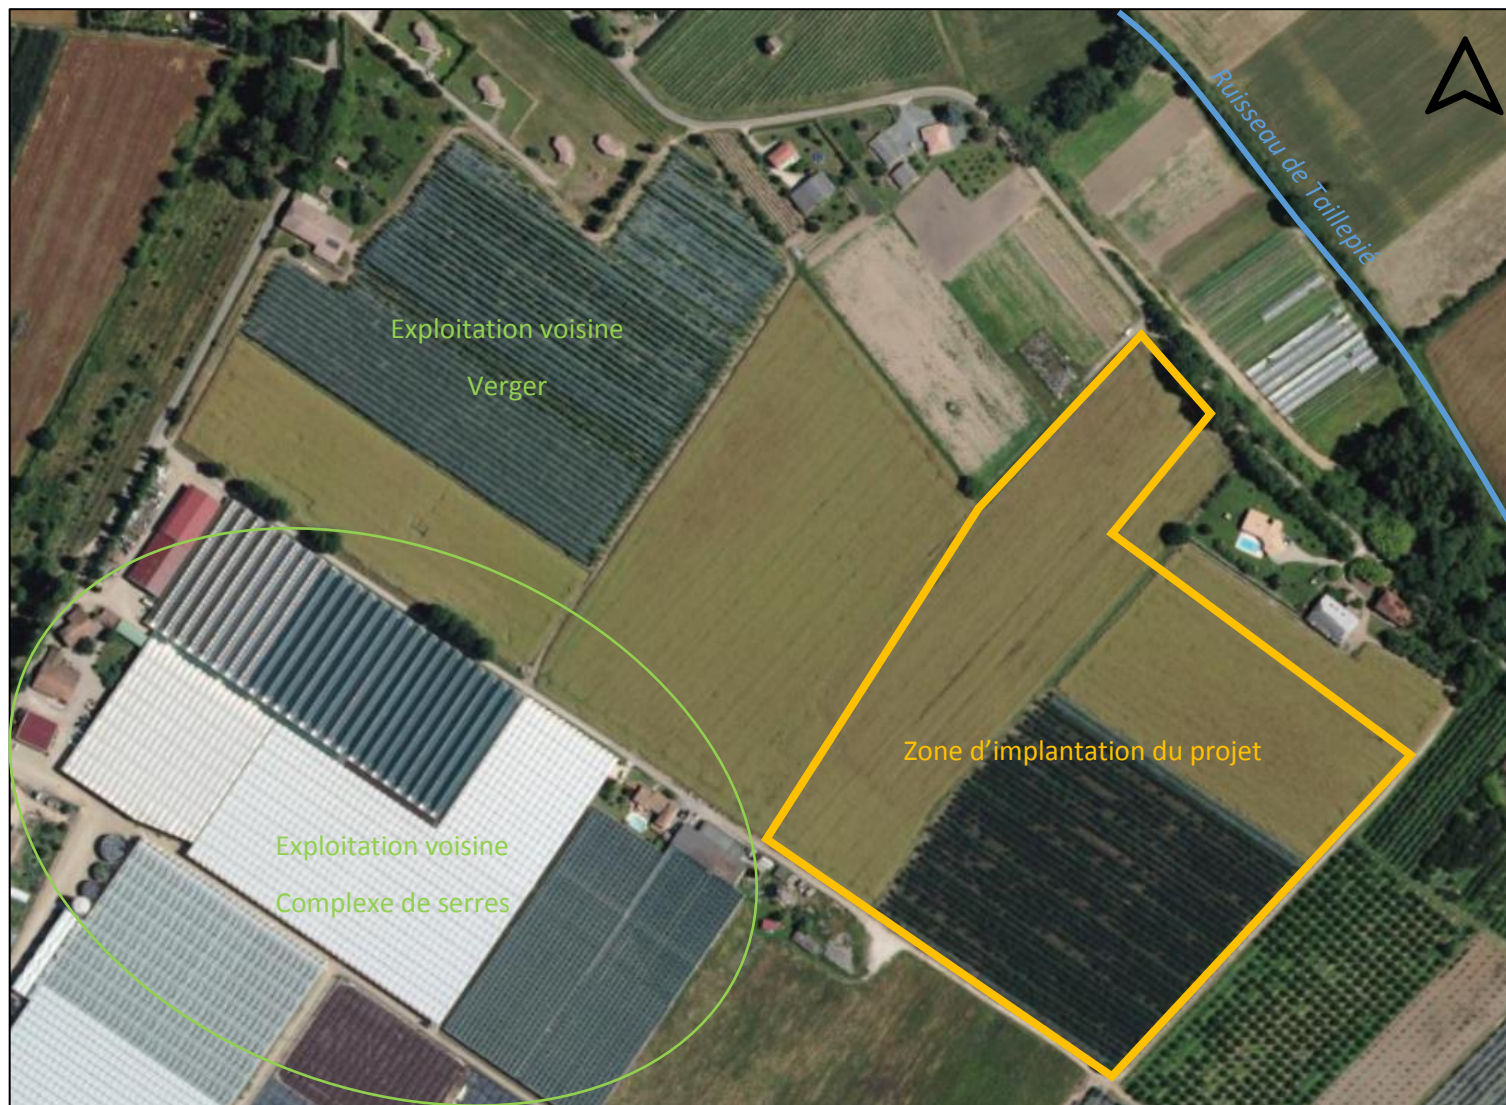 Ruisseau de Taillepié
Exploitation voisine
Verger
Zone d’implantation du projet
Exploitation voisine
Complexe de serres